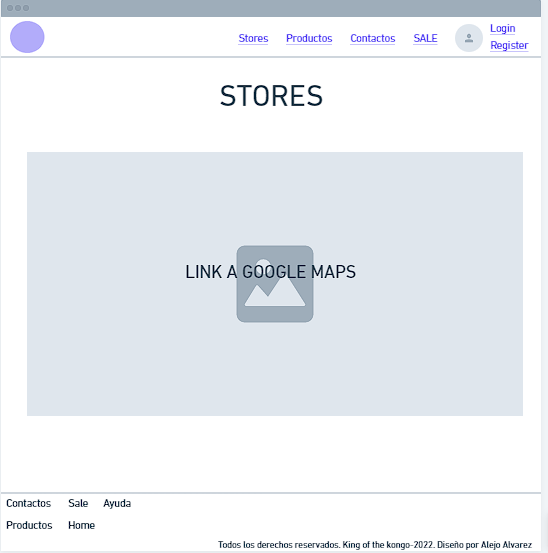 Stores Productos Contactos SALE Login
Register
STORES
LINK A GOOGLE MAPS
Contactos Sale Ayuda
Productos Home
Todos los derechos reservados. King of the kongo-2022. Diseño por Alejo Alvarez